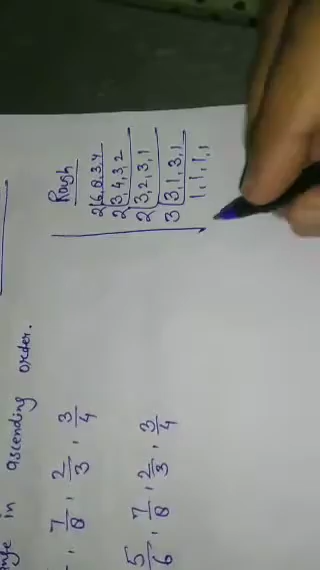 Rough
2 6, 8, 3, 4
2 3, 4, 3, 2
2 3, 2, 3, 1
3 3, 1, 3, 1
1, 1, 1, 1
in ascending order.
, 7/8, 2/3, 3/4
5/6, 7/8, 2/3, 3/4